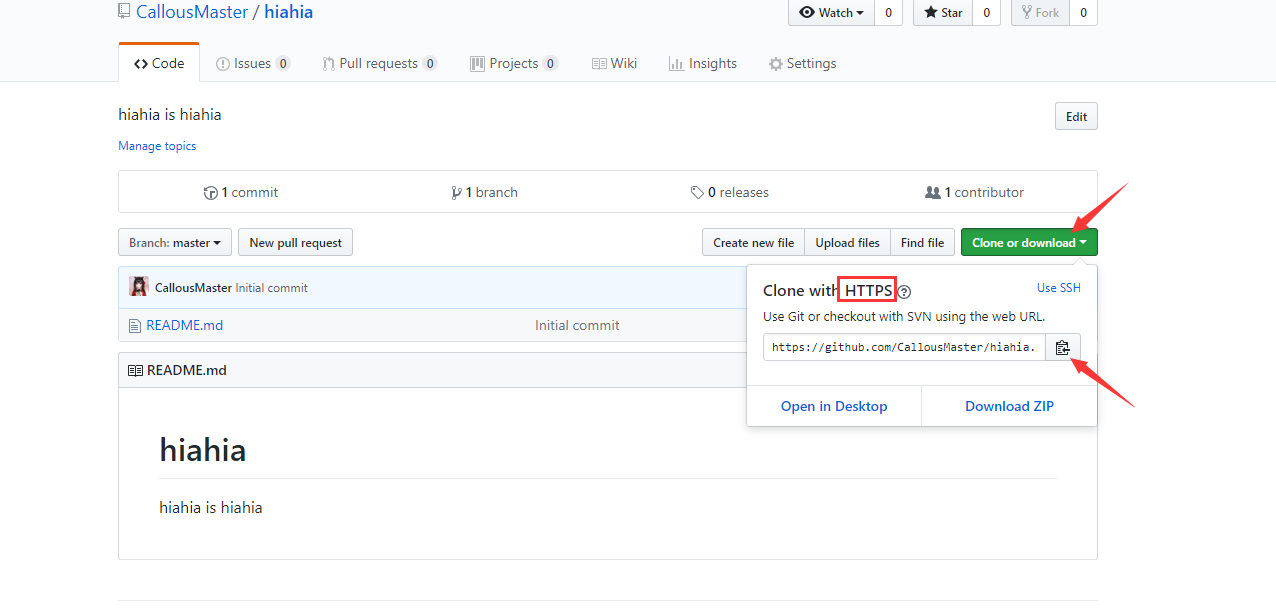 CallousMaster / hiahia
Watch 0 Star 0 Fork 0
Code Issues 0 Pull requests 0 Projects 0 Wiki Insights Settings
hiahia is hiahia
Edit
Manage topics
1 commit 1 branch 0 releases 1 contributor
Branch: master New pull request Create new file Upload files Find file Clone or download
CallousMaster Initial commit
README.md Initial commit
Clone with HTTPS ?
Use SSH
Use Git or checkout with SVN using the web URL.
https://github.com/CallousMaster/hiahia.
Open in Desktop Download ZIP
README.md
hiahia
hiahia is hiahia